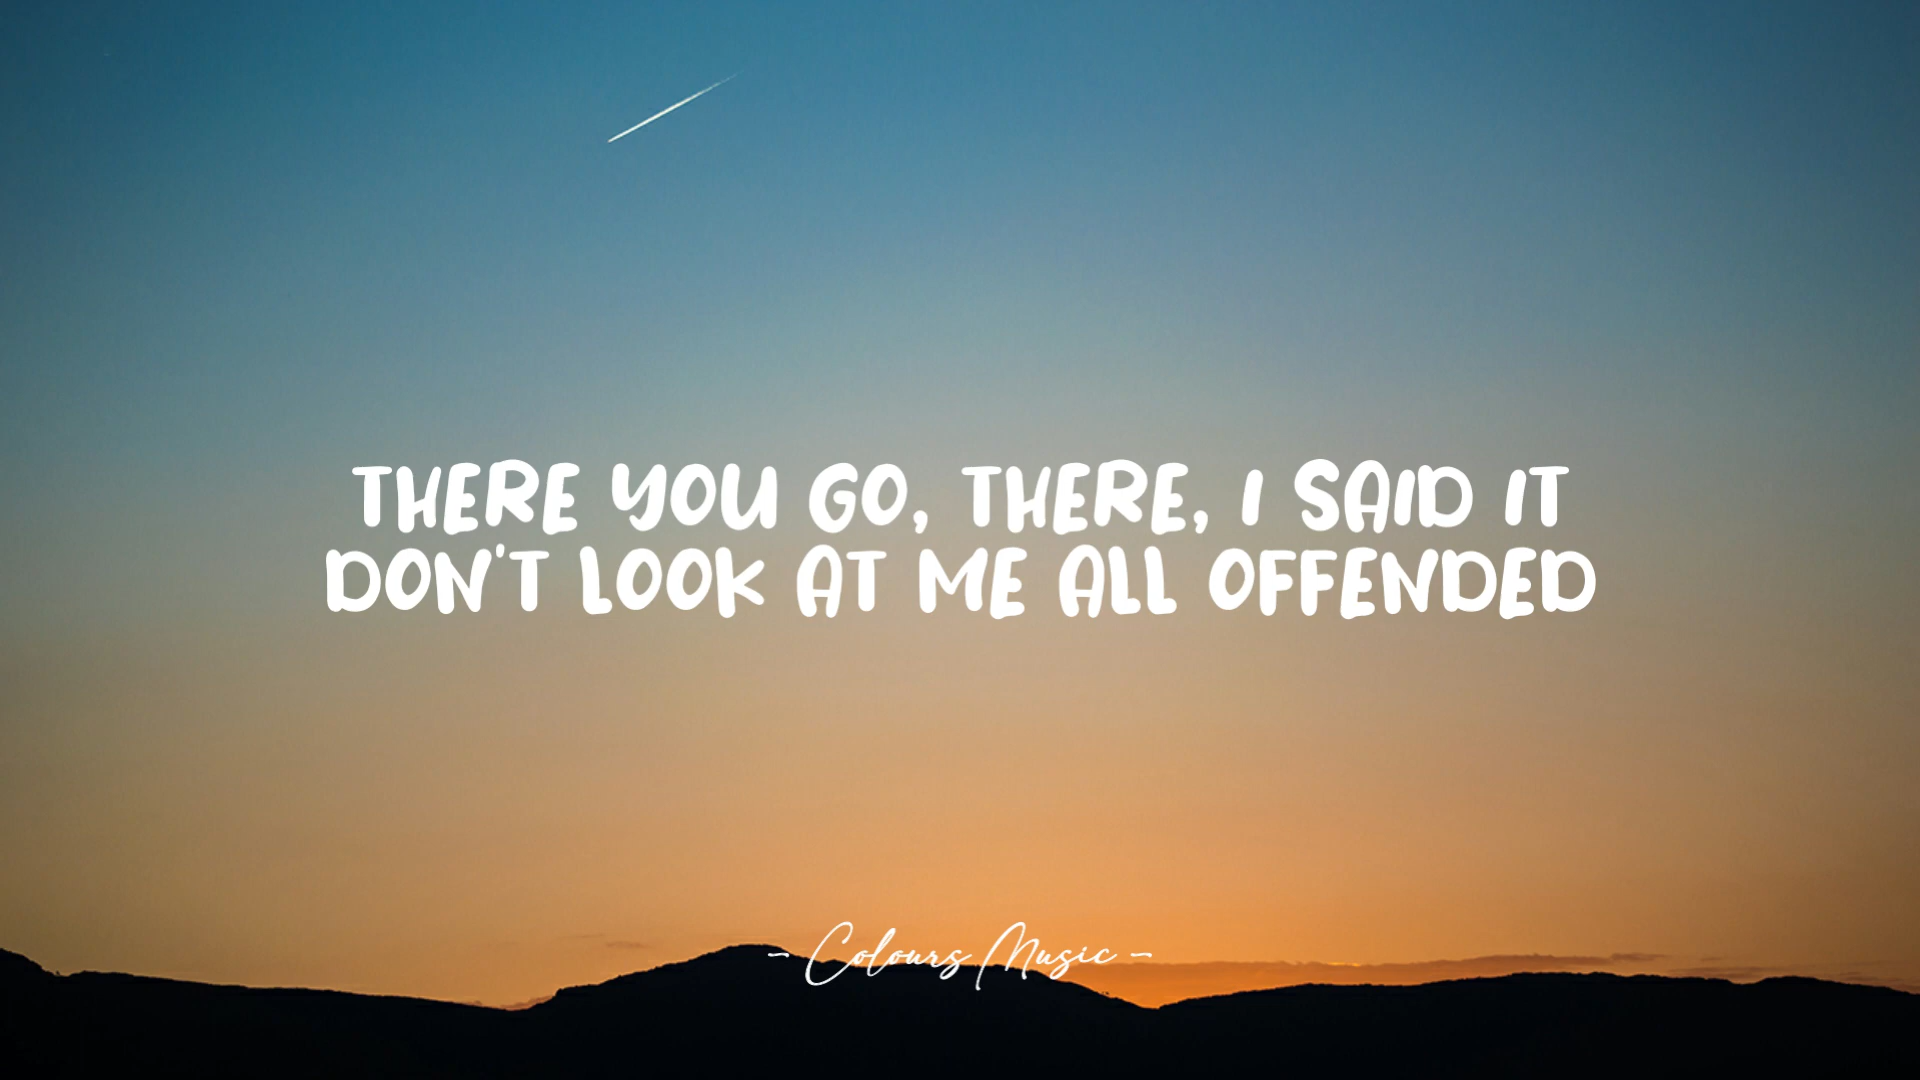 THERE YOU GO, THERE, I SAID IT
DON'T LOOK AT ME ALL OFFENDED
- Colours Music -